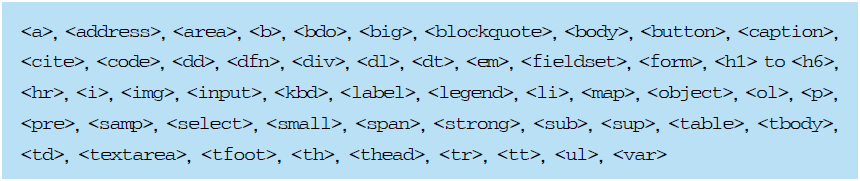 <a>, <address>, <area>, <b>, <bdo>, <big>, <blockquote>, <body>, <button>, <caption>,
<cite>, <code>, <dd>, <dfn>, <div>, <dl>, <dt>, <em>, <fieldset>, <form>, <h1> to <h6>,
<hr>, <i>, <img>, <input>, <kbd>, <label>, <legend>, <li>, <map>, <object>, <ol>, <p>,
<pre>, <samp>, <select>, <small>, <span>, <strong>, <sub>, <sup>, <table>, <tbody>,
<td>, <textarea>, <tfoot>, <th>, <thead>, <tr>, <tt>, <ul>, <var>